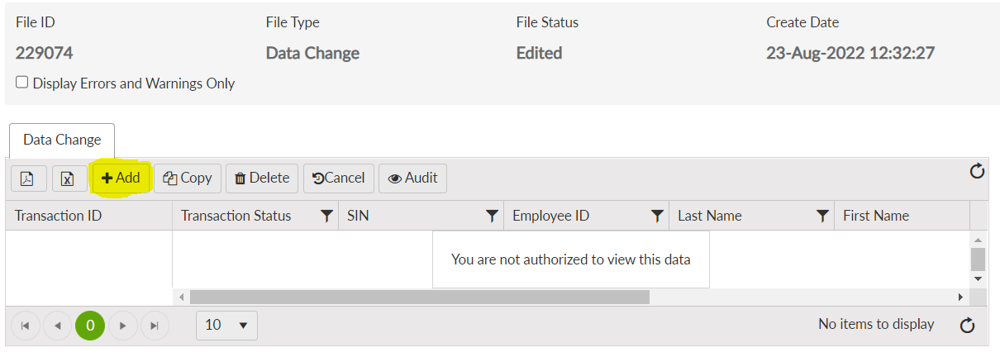 File ID File Type File Status Create Date
229074 Data Change Edited 23-Aug-2022 12:32:27
Display Errors and Warnings Only
Data Change
Add Copy Delete Cancel Audit
Transaction ID Transaction Status SIN Employee ID Last Name First Name
You are not authorized to view this data
0 10 No items to display